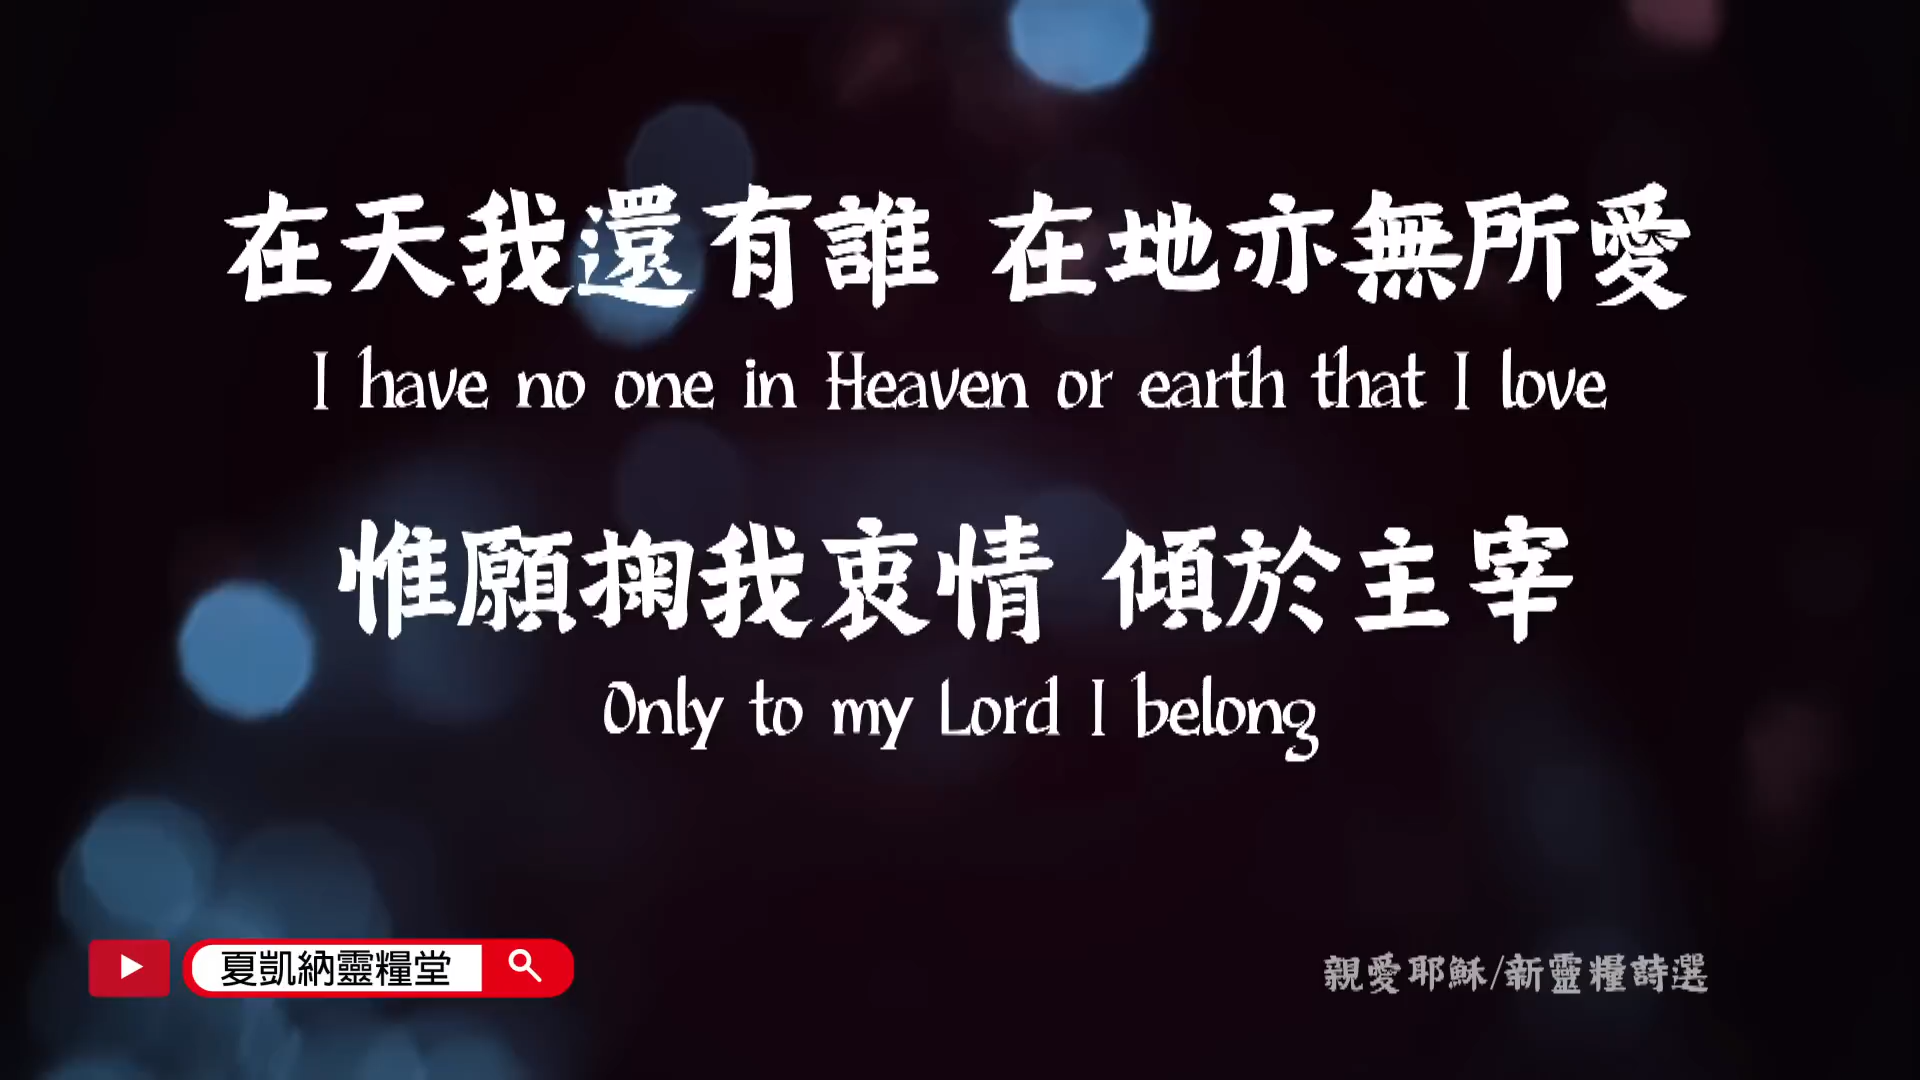 在天我還有誰 在地亦無所愛
I have no one in Heaven or earth that I love
惟願掬我衷情 傾於主宰
Only to my Lord I belong
夏凱納靈糧堂
親愛耶穌/新靈糧詩選